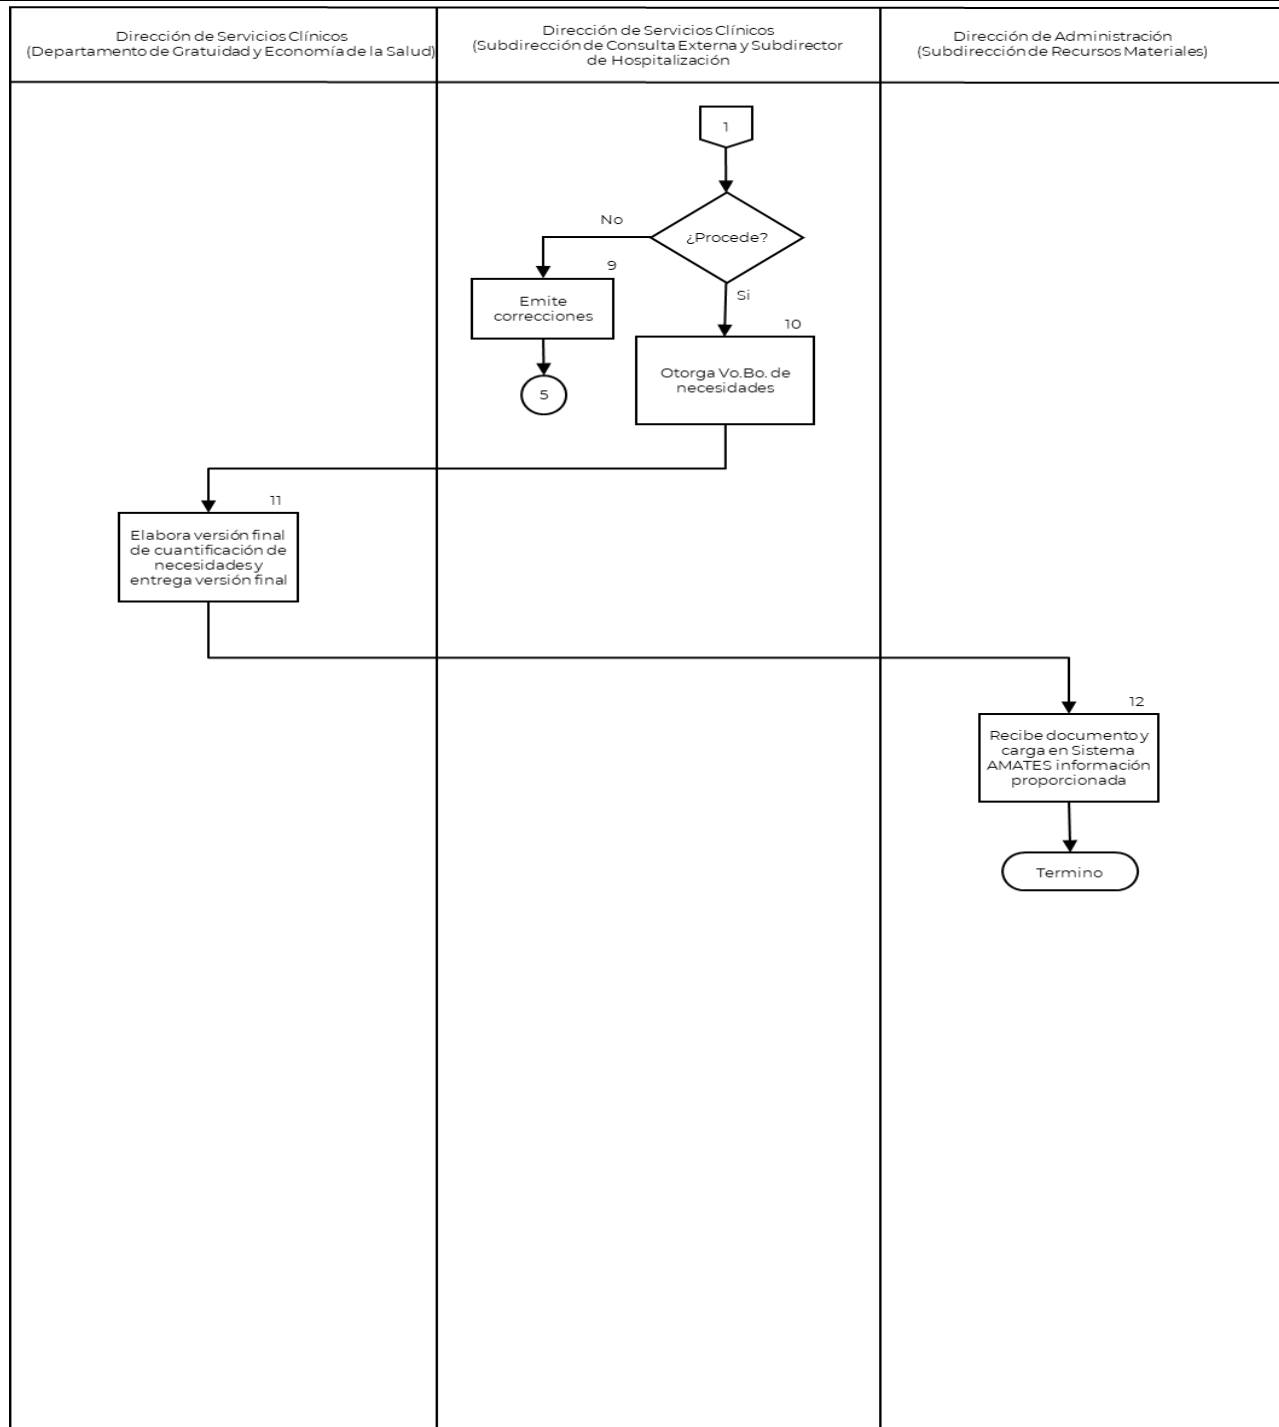 Dirección de Servicios Clínicos
(Departamento de Gratuidad y Economía de la Salud)
Dirección de Servicios Clínicos
(Subdirección de Consulta Externa y Subdirector
de Hospitalización
Dirección de Administración
(Subdirección de Recursos Materiales)
1
¿Procede?
No
Si
9
Emite
correcciones
5
10
Otorga Vo.Bo. de
necesidades
11
Elabora versión final
de cuantificación de
necesidades y
entrega versión final
12
Recibe documento y
carga en Sistema
AMATES información
proporcionada
Termino